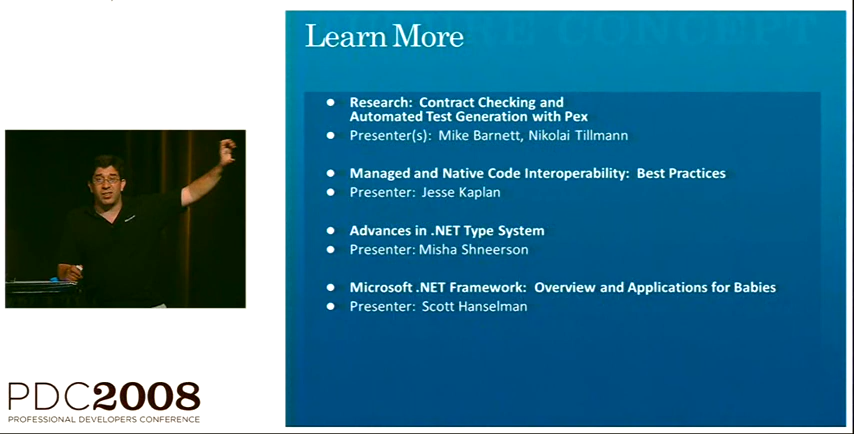 Learn More
Research: Contract Checking and
Automated Test Generation with Pex
Presenter(s): Mike Barnett, Nikolai Tillmann
Managed and Native Code Interoperability: Best Practices
Presenter: Jesse Kaplan
Advances in .NET Type System
Presenter: Misha Shneerson
Microsoft .NET Framework: Overview and Applications for Babies
Presenter: Scott Hanselman
PDC2008
PROFESSIONAL DEVELOPERS CONFERENCE